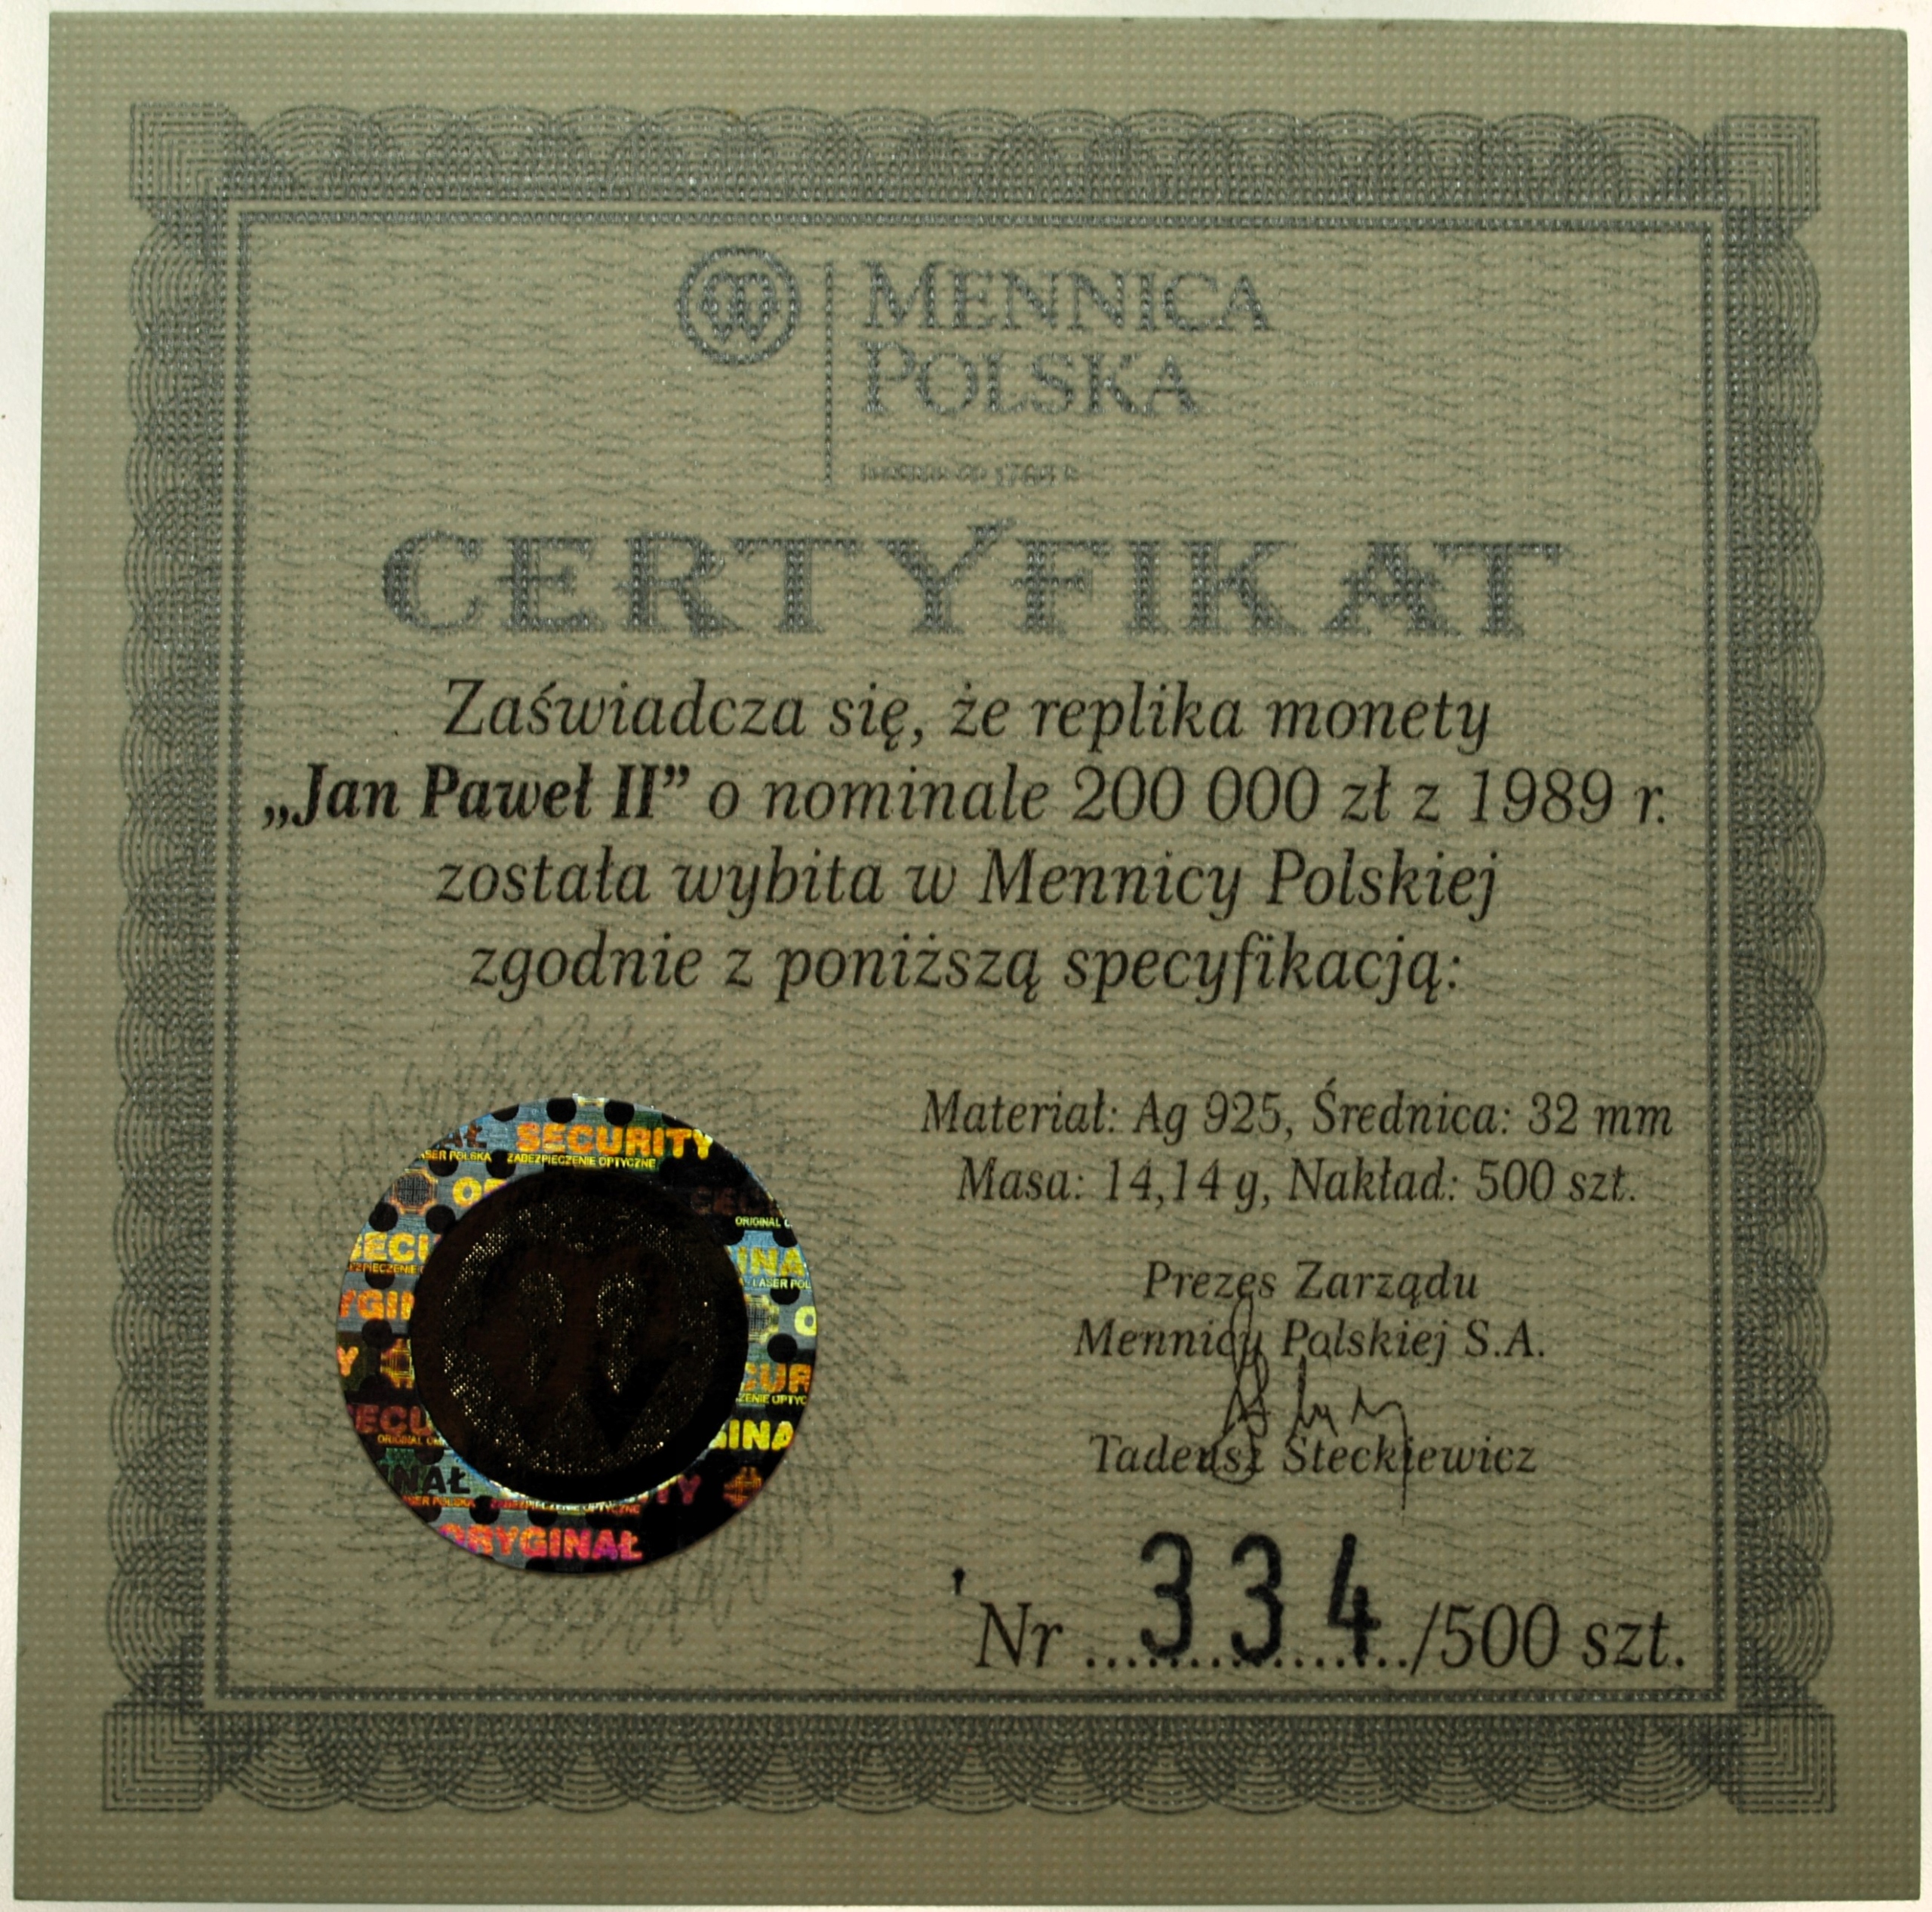 MENNICA
POLSKA
CERTYFIKAT
Zaświadcza się, że replika monety
„Jan Paweł II” o nominale 200 000 zł z 1989 r.
została wybita w Mennicy Polskiej
zgodnie z poniższą specyfikacją:
Materiał: Ag 925, Średnica: 32 mm
Masa: 14,14 g, Nakład: 500 szt.
Prezes Zarządu
Mennicy Polskiej S.A.
Tadeusz Steckiewicz
Nr 334 /500 szt.
SECURITY
ZABEZPIECZENIE OPTYCZNE
ORYGINAŁ